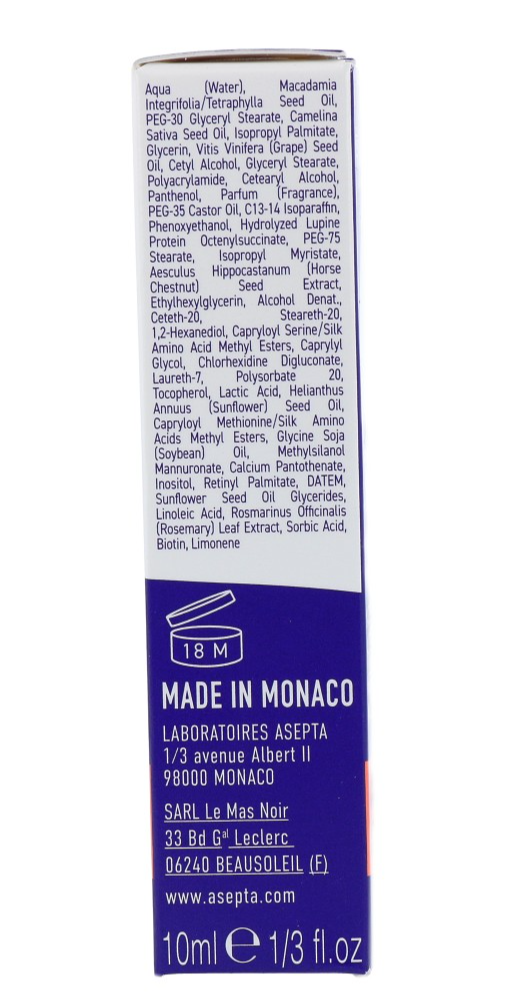 Aqua (Water), Macadamia
Integrifolia/Tetraphylla Seed Oil,
PEG-30 Glyceryl Stearate, Camelina
Sativa Seed Oil, Isopropyl Palmitate,
Glycerin, Vitis Vinifera (Grape) Seed
Oil, Cetyl Alcohol, Glyceryl Stearate,
Polyacrylamide, Cetearyl Alcohol,
Panthenol, Parfum (Fragrance),
PEG-35 Castor Oil, C13-14 Isoparaffin,
Phenoxyethanol, Hydrolyzed Lupine
Protein Octenylsuccinate, PEG-75
Stearate, Isopropyl Myristate,
Aesculus Hippocastanum (Horse
Chestnut) Seed Extract,
Ethylhexylglycerin, Alcohol Denat.,
Ceteth-20, Steareth-20,
1,2-Hexanediol, Capryloyl Serine/Silk
Amino Acid Methyl Esters, Caprylyl
Glycol, Chlorhexidine Digluconate,
Laureth-7, Polysorbate 20,
Tocopherol, Lactic Acid, Helianthus
Annuus (Sunflower) Seed Oil,
Capryloyl Methionine/Silk Amino
Acids Methyl Esters, Glycine Soja
(Soybean) Oil, Methylsilanol
Mannuronate, Calcium Pantothenate,
Inositol, Retinyl Palmitate, DATEM,
Sunflower Seed Oil Glycerides,
Linoleic Acid, Rosmarinus Officinalis
(Rosemary) Leaf Extract, Sorbic Acid,
Biotin, Limonene
18 M
MADE IN MONACO
LABORATOIRES ASEPTA
1/3 avenue Albert II
98000 MONACO
SARL Le Mas Noir
33 Bd Gal Leclerc
06240 BEAUSOLEIL (F)
www.asepta.com
10ml ℮ 1/3 fl.oz